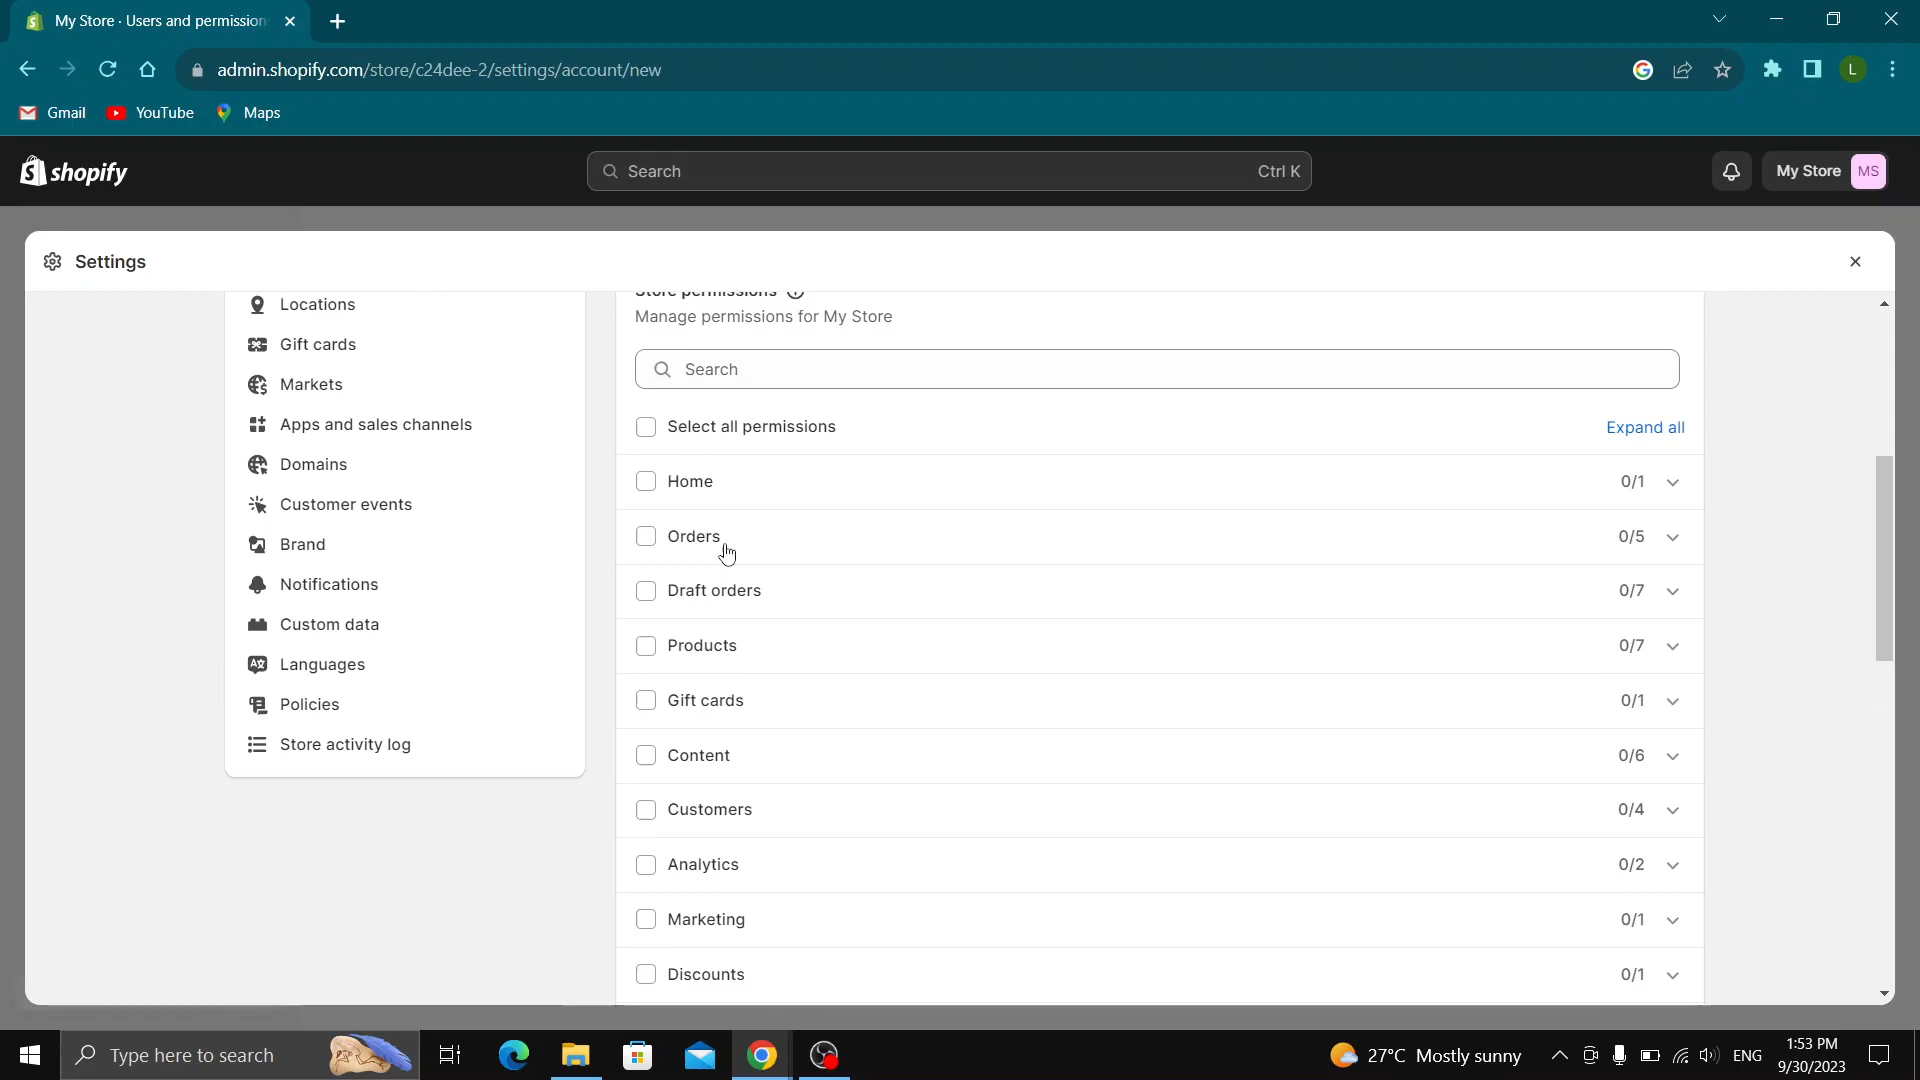 My Store · Users and permission
admin.shopify.com/store/c24dee-2/settings/account/new
L
Gmail
YouTube
Maps
shopify
Search
Ctrl K
My Store
MS
Settings
Locations
Gift cards
Markets
Apps and sales channels
Domains
Customer events
Brand
Notifications
Custom data
Languages
Policies
Store activity log
Store permissions
Manage permissions for My Store
Search
Select all permissions
Expand all
Home 0/1
Orders 0/5
Draft orders 0/7
Products 0/7
Gift cards 0/1
Content 0/6
Customers 0/4
Analytics 0/2
Marketing 0/1
Discounts 0/1
Type here to search
27°C Mostly sunny
ENG
1:53 PM
9/30/2023